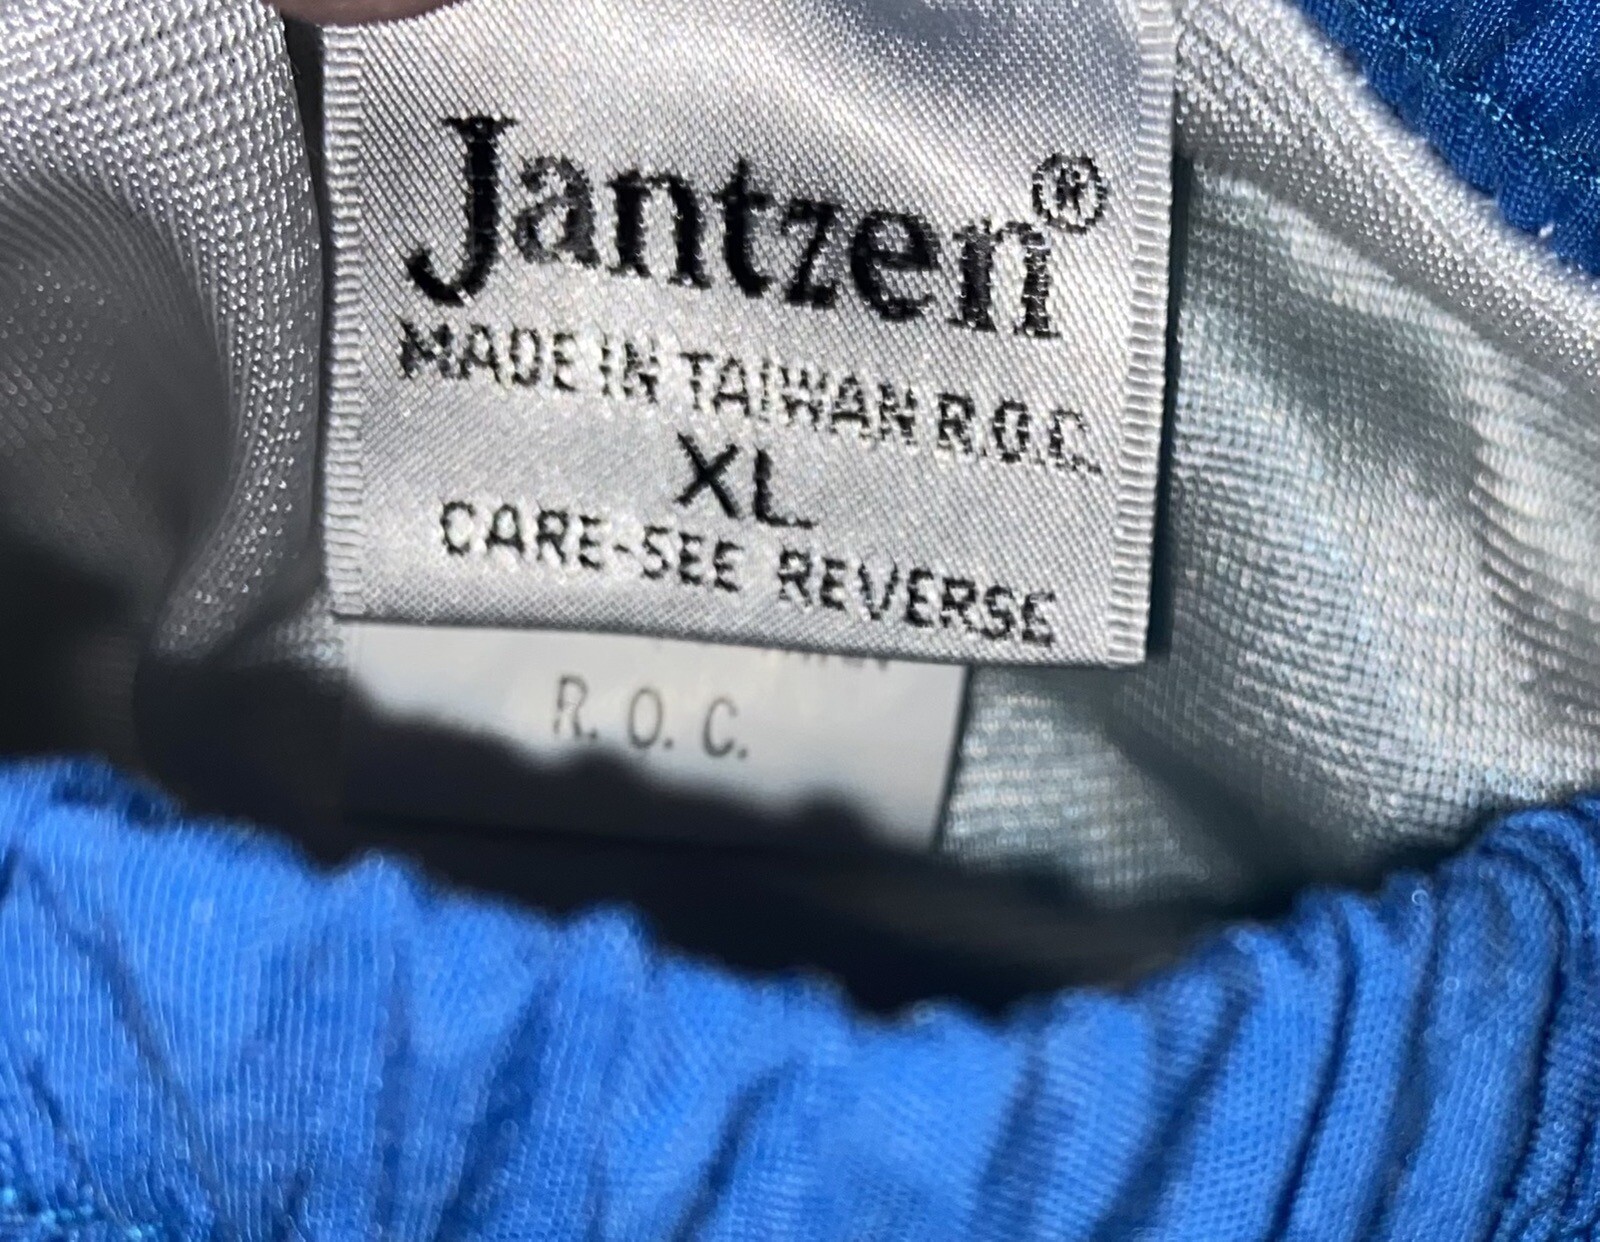 Jantzen®
MADE IN TAIWAN R.O.C.
XL
CARE-SEE REVERSE
R. O. C.